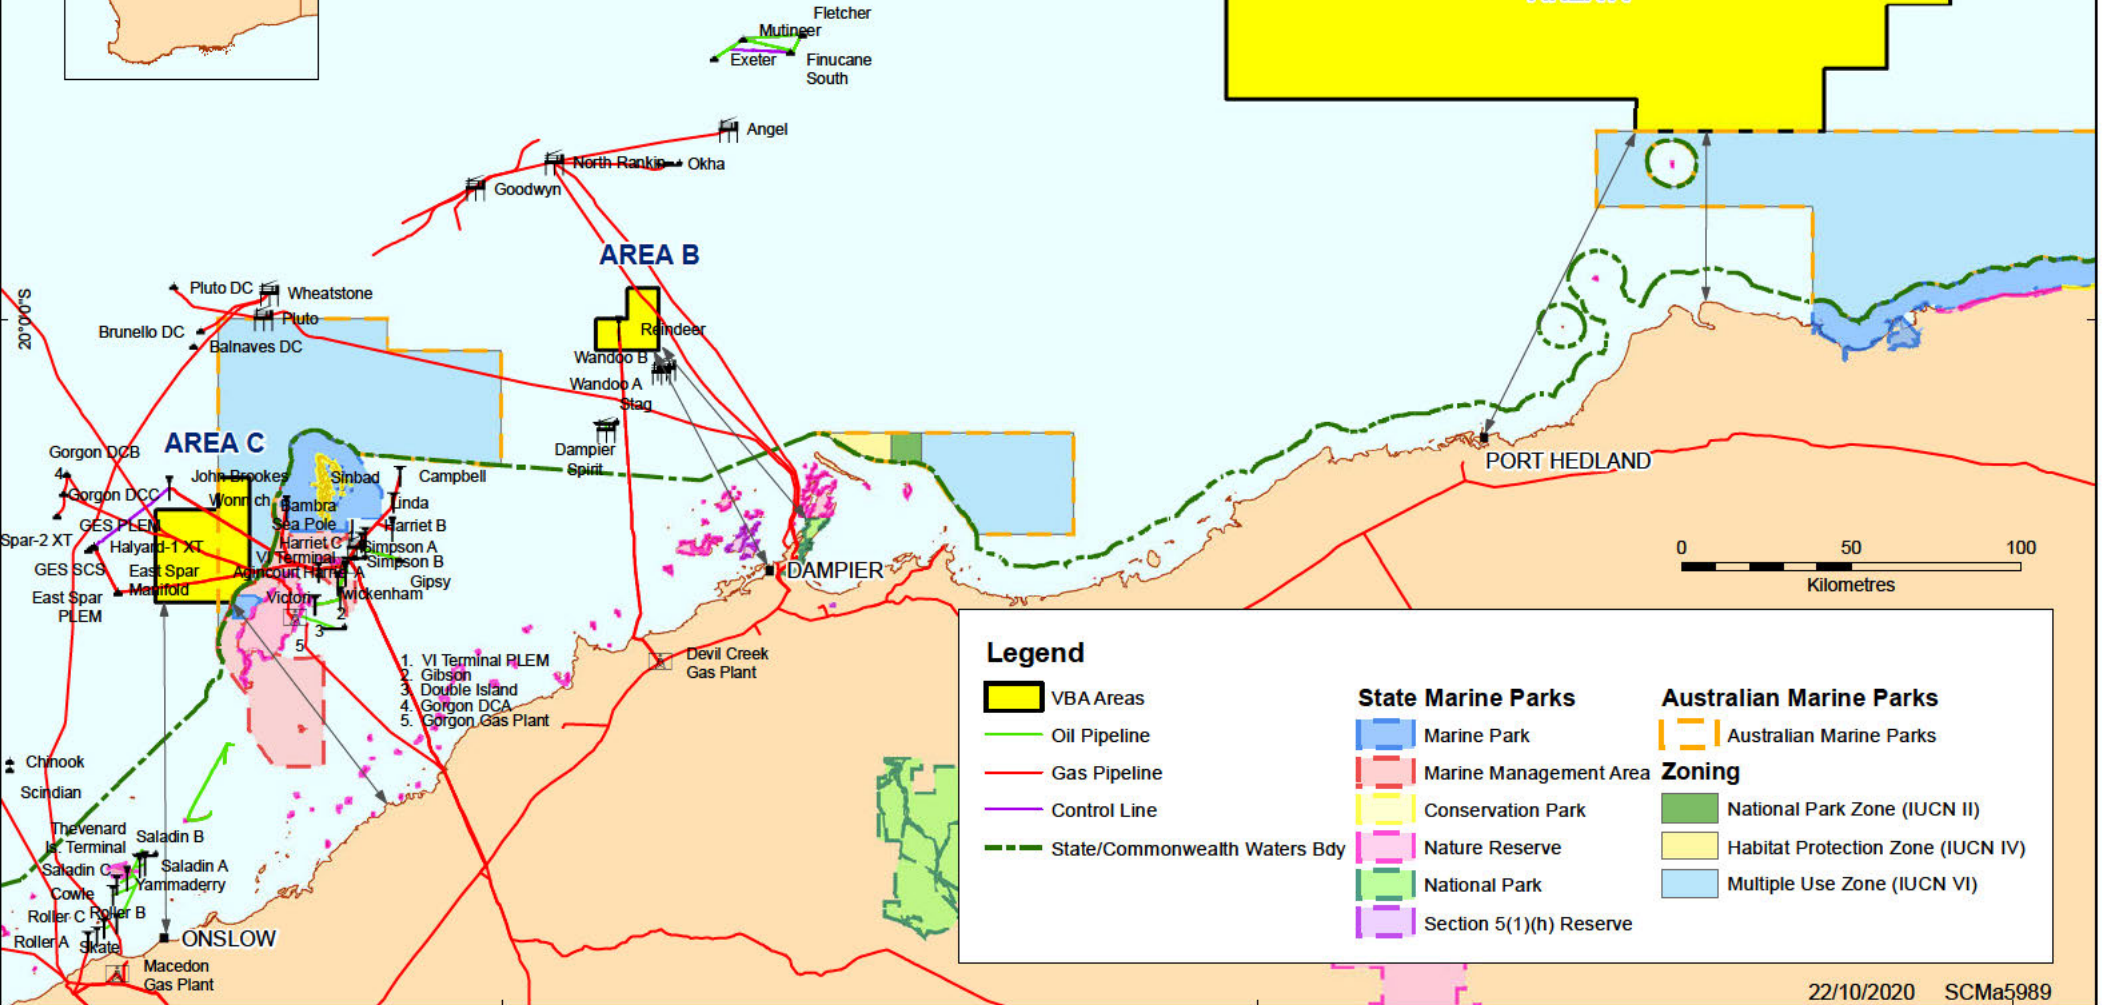 Fletcher
Mutineer
Exeter
Finucane
South
Angel
North Rankin
Okha
Goodwyn
AREA B
Pluto DC
Wheatstone
20°0'0"S
Pluto
Brunello DC
Balnaves DC
Reindeer
Wandoo B
Wandoo A
Stag
Dampier
Spirit
AREA C
Gorgon DCB
4
John Brookes
Sinbad
Campbell
Gorgon DCC
Wonnich
Bambra
Linda
GES PLEM
Sea Pole
Harriet B
Spar-2 XT
Halyard-1 XT
Harriet C
Simpson A
VI Terminal
Simpson B
GES SCS
East Spar
Manifold
Agincourt
Harriet A
Gipsy
East Spar
PLEM
Victoria
Twickenham
2
3
5
PORT HEDLAND
DAMPIER
0 50 100
Kilometres
1. VI Terminal PLEM
2. Gibson
3. Double Island
4. Gorgon DCA
5. Gorgon Gas Plant
Devil Creek
Gas Plant
Chinook
Scindian
Thevenard
Is. Terminal
Saladin B
Saladin C
Saladin A
Yammaderry
Cowle
Roller C
Roller B
Roller A
Skate
ONSLOW
Macedon
Gas Plant
Legend
VBA Areas
Oil Pipeline
Gas Pipeline
Control Line
State/Commonwealth Waters Bdy
State Marine Parks
Marine Park
Marine Management Area
Conservation Park
Nature Reserve
National Park
Section 5(1)(h) Reserve
Australian Marine Parks
Australian Marine Parks
Zoning
National Park Zone (IUCN II)
Habitat Protection Zone (IUCN IV)
Multiple Use Zone (IUCN VI)
22/10/2020 SCMa5989